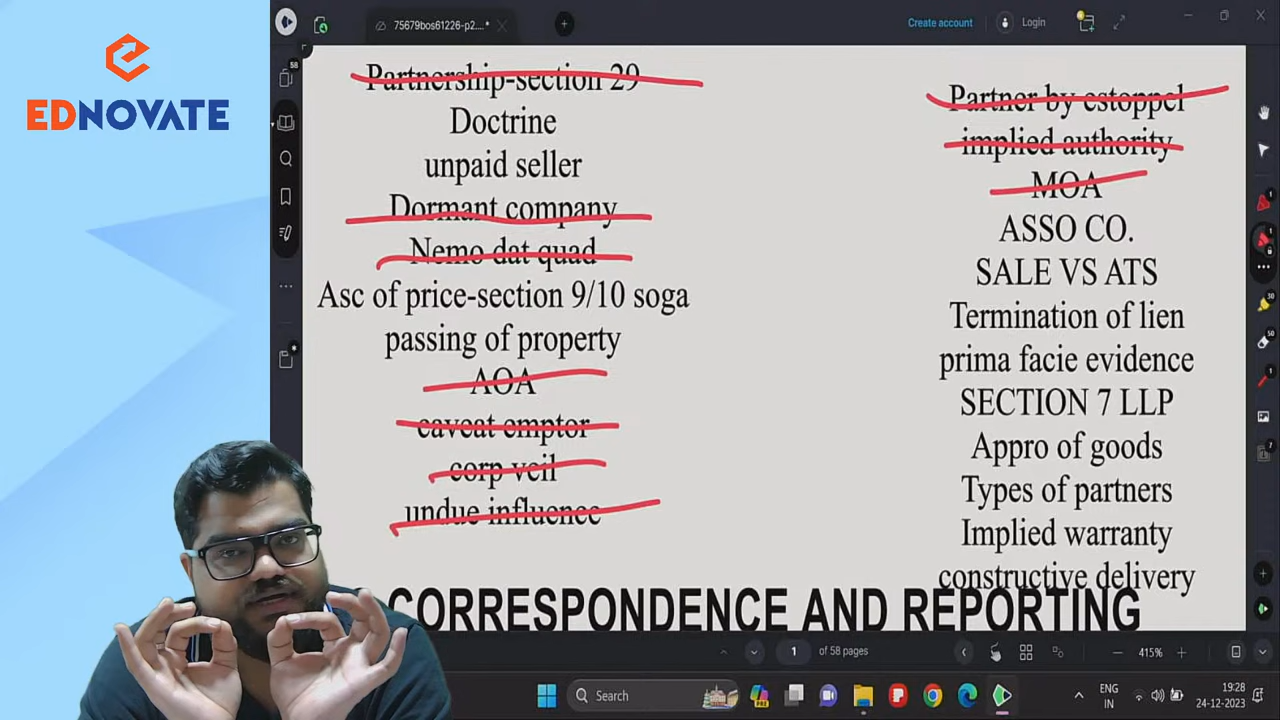 EDNOVATE
75679bos61226-p2....*
Create account
Login
58
Partnership-section 29
Doctrine
unpaid seller
Dormant company
Nemo dat quad
Asc of price-section 9/10 soga
passing of property
AOA
caveat emptor
corp veil
undue influence
Partner by estoppel
implied authority
MOA
ASSO CO.
SALE VS ATS
Termination of lien
prima facie evidence
SECTION 7 LLP
Appro of goods
Types of partners
Implied warranty
constructive delivery
CORRESPONDENCE AND REPORTING
1 of 58 pages
415%
Search
PRE
ENG
IN
19:28
24-12-2023